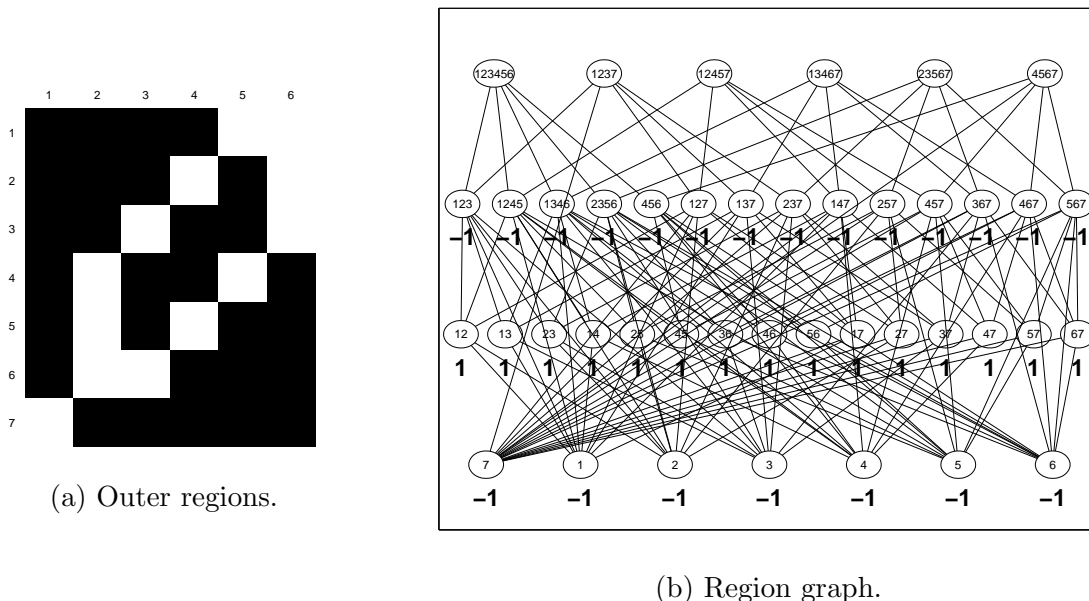 1 2 3 4 5 6
1
2
3
4
5
6
7
(a) Outer regions.
123456 1237 12457 13467 23567 4567
123 1245 1346 2356 456 127 137 237 147 257 457 367 467 567
−1 −1 −1 −1 −1 −1 −1 −1 −1 −1 −1 −1 −1 −1
12 13 23 14 25 45 36 46 56 17 27 37 47 57 67
1 1 1 1 1 1 1 1 1 1 1 1 1 1 1
7 1 2 3 4 5 6
−1 −1 −1 −1 −1 −1 −1
(b) Region graph.